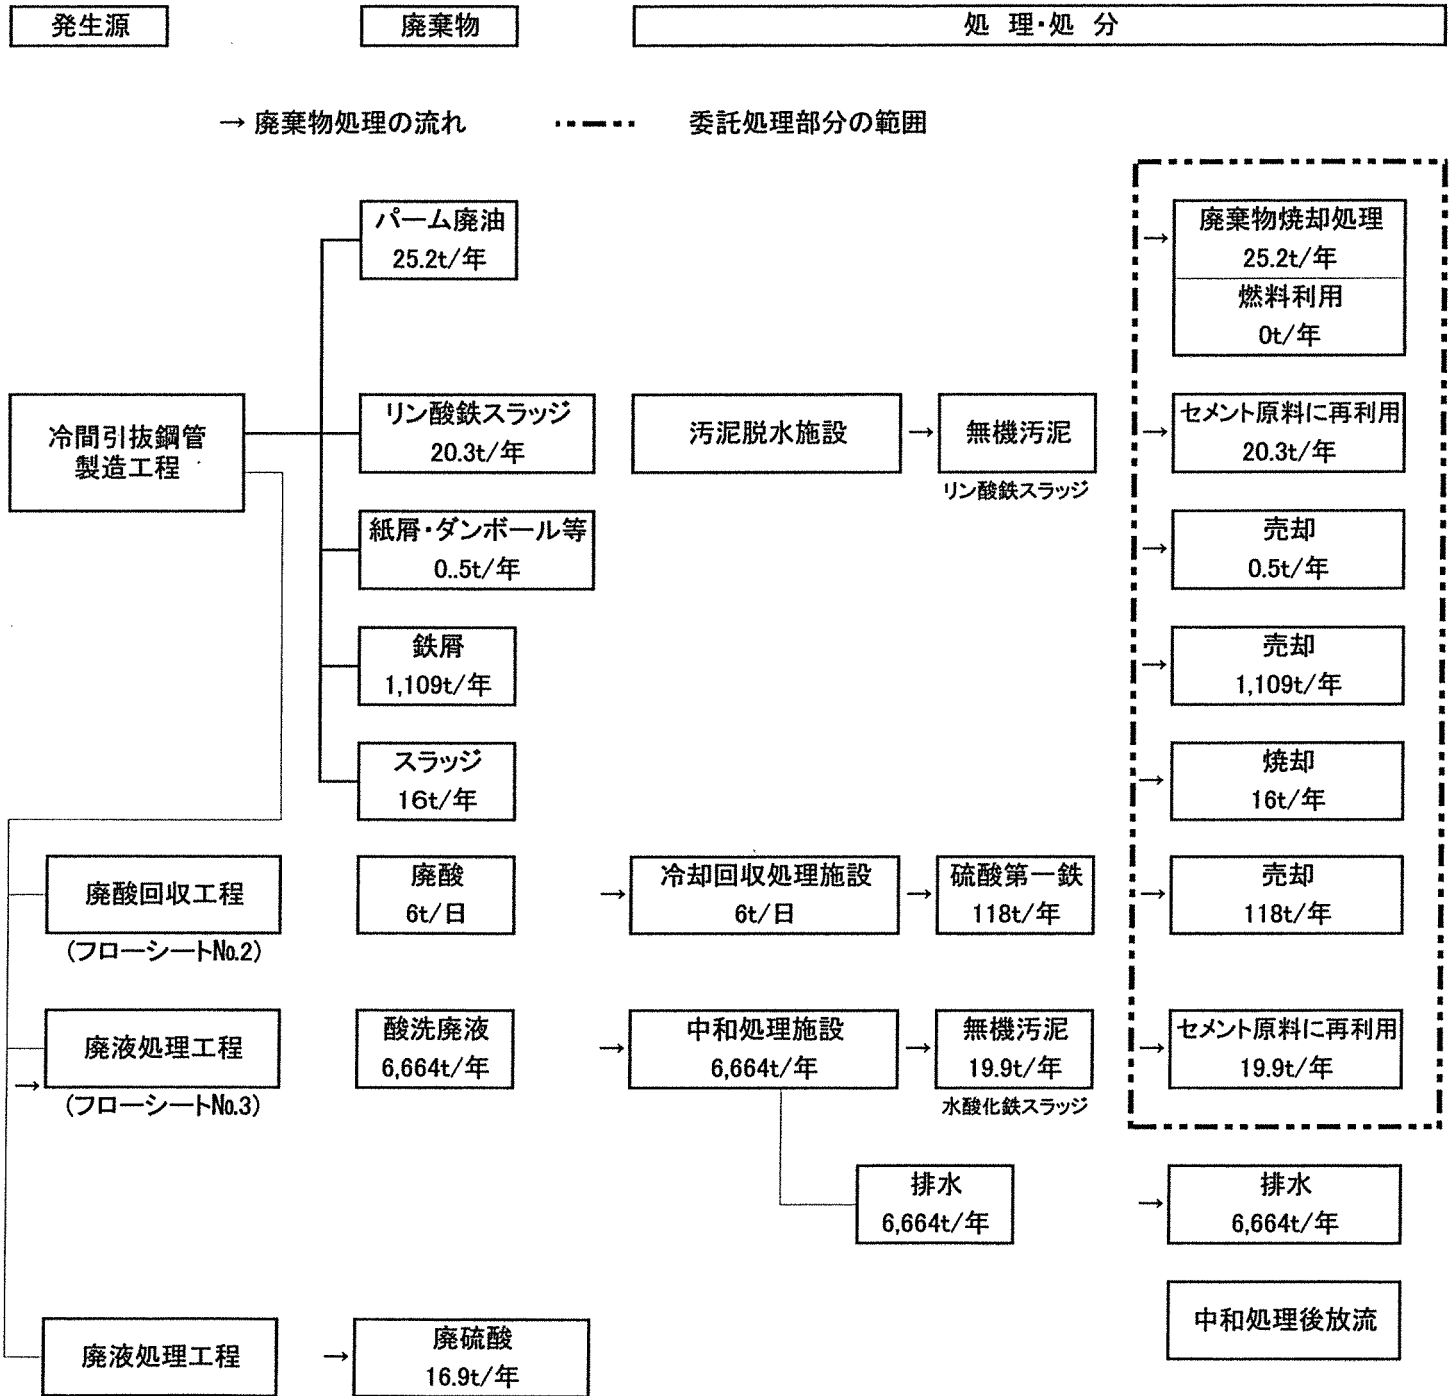 発生源
廃棄物
処 理・処 分
→ 廃棄物処理の流れ
委託処理部分の範囲
パーム廃油
25.2t/年
→
廃棄物焼却処理
25.2t/年
燃料利用
0t/年
冷間引抜鋼管
製造工程
リン酸鉄スラッジ
20.3t/年
汚泥脱水施設
→
無機汚泥
リン酸鉄スラッジ
→
セメント原料に再利用
20.3t/年
紙屑・ダンボール等
0..5t/年
→
売却
0.5t/年
鉄屑
1,109t/年
→
売却
1,109t/年
スラッジ
16t/年
→
焼却
16t/年
廃酸回収工程
(フローシートNo.2)
廃酸
6t/日
→
冷却回収処理施設
6t/日
→
硫酸第一鉄
118t/年
→
売却
118t/年
→
廃液処理工程
(フローシートNo.3)
酸洗廃液
6,664t/年
→
中和処理施設
6,664t/年
→
無機汚泥
19.9t/年
水酸化鉄スラッジ
→
セメント原料に再利用
19.9t/年
排水
6,664t/年
→
排水
6,664t/年
中和処理後放流
廃液処理工程
→
廃硫酸
16.9t/年